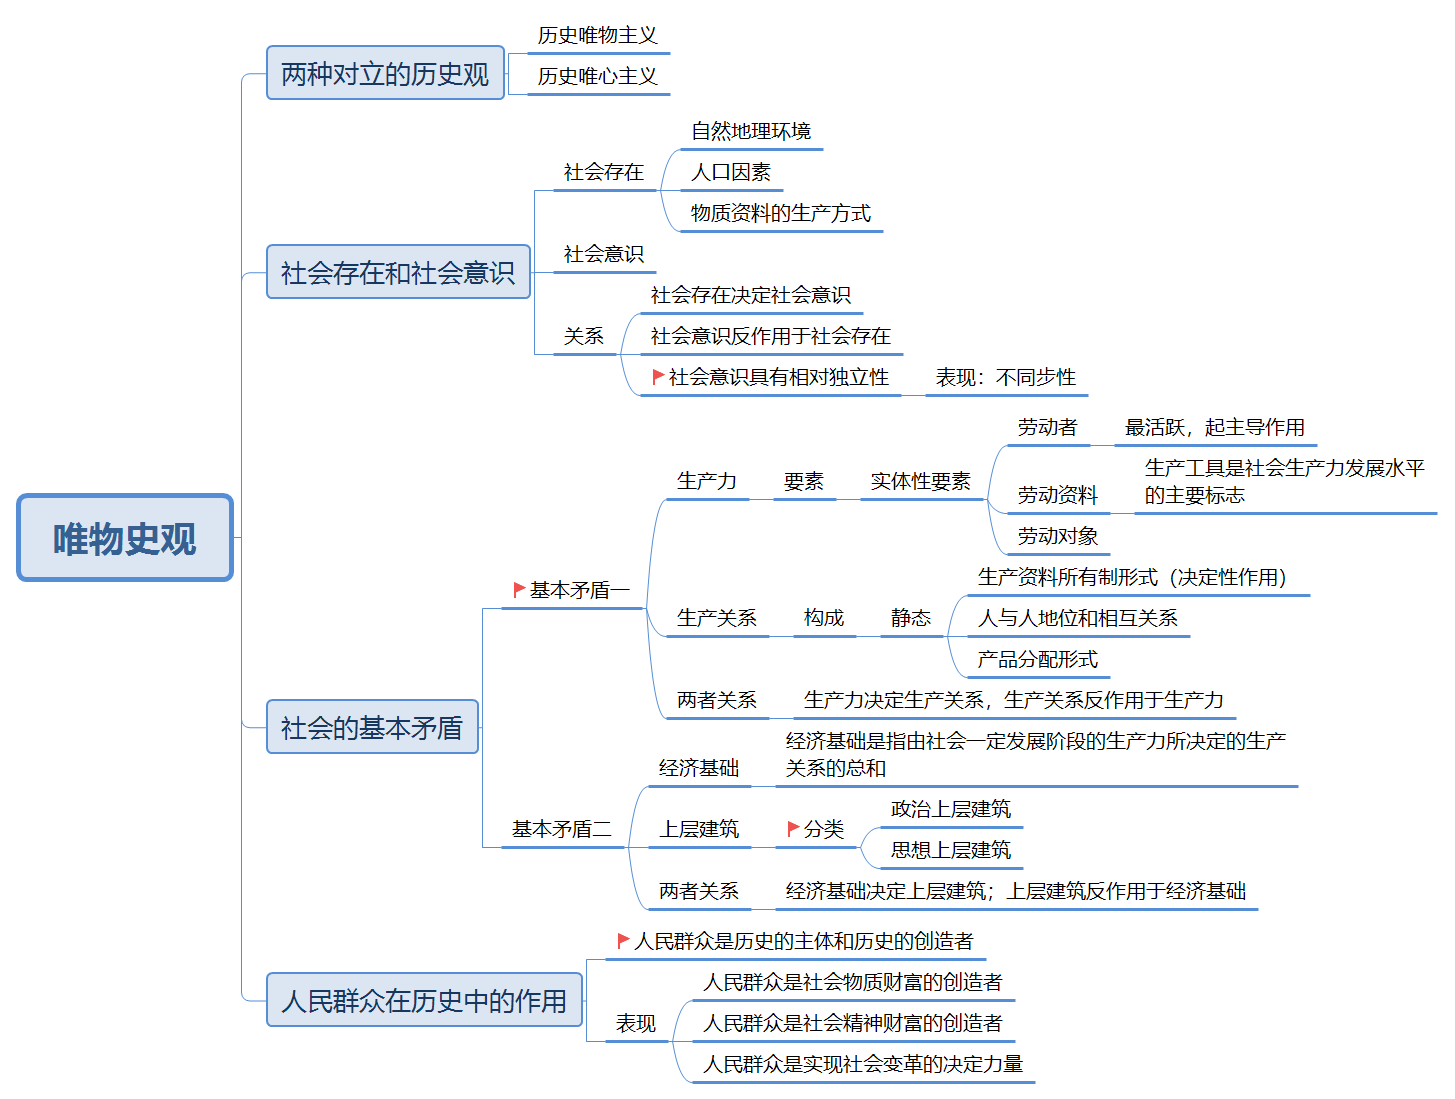 唯物史观
两种对立的历史观
历史唯物主义
历史唯心主义
社会存在和社会意识
社会存在
自然地理环境
人口因素
物质资料的生产方式
社会意识
关系
社会存在决定社会意识
社会意识反作用于社会存在
社会意识具有相对独立性
表现：不同步性
社会的基本矛盾
基本矛盾一
生产力
要素
实体性要素
劳动者
最活跃，起主导作用
劳动资料
生产工具是社会生产力发展水平
的主要标志
劳动对象
生产关系
构成
静态
生产资料所有制形式（决定性作用）
人与人地位和相互关系
产品分配形式
两者关系
生产力决定生产关系，生产关系反作用于生产力
基本矛盾二
经济基础
经济基础是指由社会一定发展阶段的生产力所决定的生产
关系的总和
上层建筑
分类
政治上层建筑
思想上层建筑
两者关系
经济基础决定上层建筑；上层建筑反作用于经济基础
人民群众在历史中的作用
人民群众是历史的主体和历史的创造者
表现
人民群众是社会物质财富的创造者
人民群众是社会精神财富的创造者
人民群众是实现社会变革的决定力量